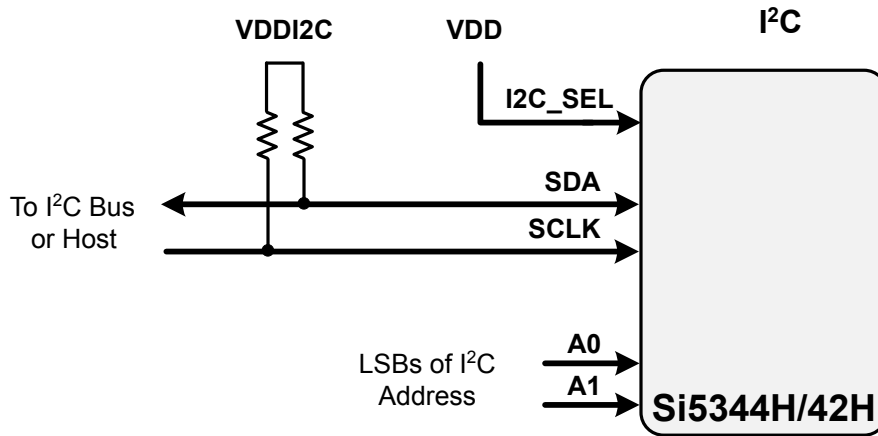 I²C
VDDI2C
VDD
I2C_SEL
SDA
To I²C Bus
or Host
SCLK
A0
LSBs of I²C
Address
A1
Si5344H/42H